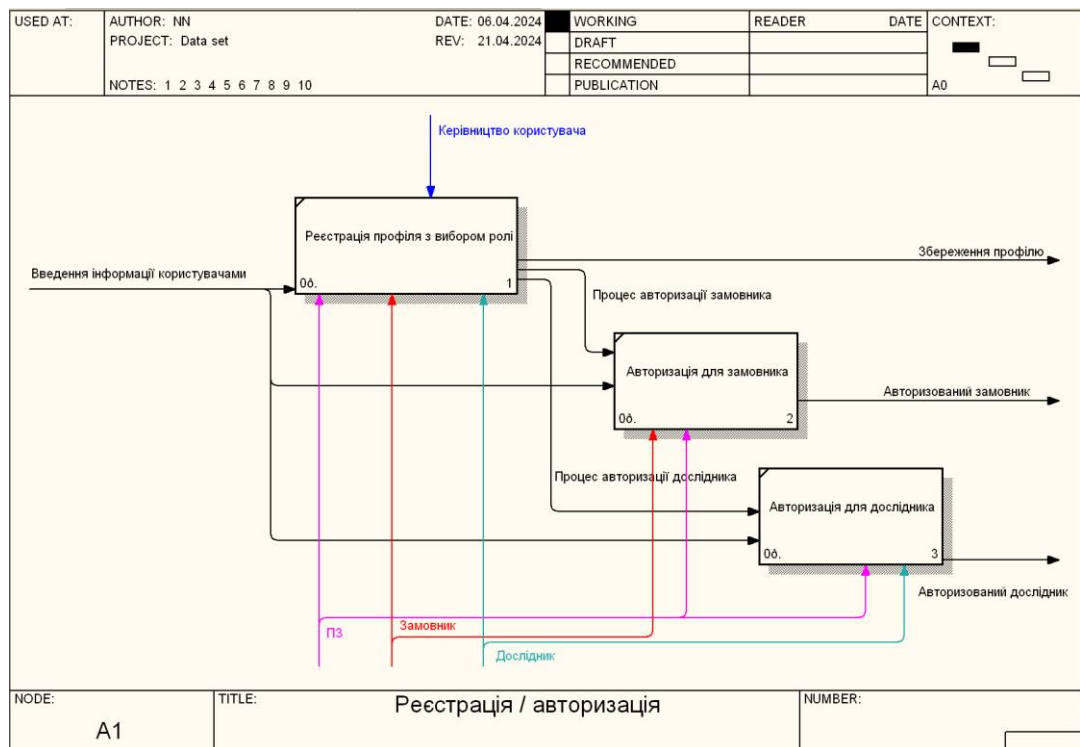 USED AT:
AUTHOR: NN
DATE: 06.04.2024
PROJECT: Data set
REV: 21.04.2024
NOTES: 1 2 3 4 5 6 7 8 9 10
WORKING
DRAFT
RECOMMENDED
PUBLICATION
READER
DATE
CONTEXT:
A0
Керівництво користувача
Реєстрація профіля з вибором ролі
0ð.
1
Введення інформації користувачами
Збереження профілю
Процес авторизації замовника
Авторизація для замовника
0ð.
2
Авторизований замовник
Процес авторизації дослідника
Авторизація для дослідника
0ð.
3
Авторизований дослідник
ПЗ
Замовник
Дослідник
NODE:
A1
TITLE:
Реєстрація / авторизація
NUMBER: